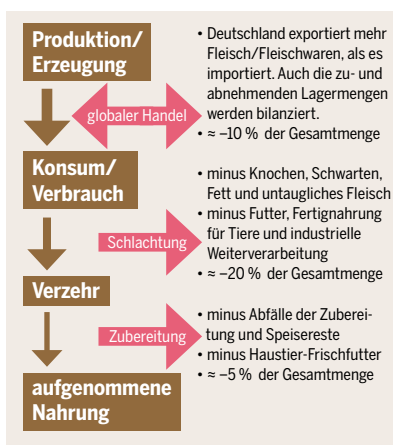 Produktion/
Erzeugung
globaler Handel
• Deutschland exportiert mehr
Fleisch/Fleischwaren, als es
importiert. Auch die zu- und
abnehmenden Lagermengen
werden bilanziert.
• ≈ –10 % der Gesamtmenge
Konsum/
Verbrauch
Schlachtung
• minus Knochen, Schwarten,
Fett und untaugliches Fleisch
• minus Futter, Fertignahrung
für Tiere und industrielle
Weiterverarbeitung
• ≈ –20 % der Gesamtmenge
Verzehr
Zubereitung
• minus Abfälle der Zuberei-
tung und Speisereste
• minus Haustier-Frischfutter
• ≈ –5 % der Gesamtmenge
aufgenommene
Nahrung